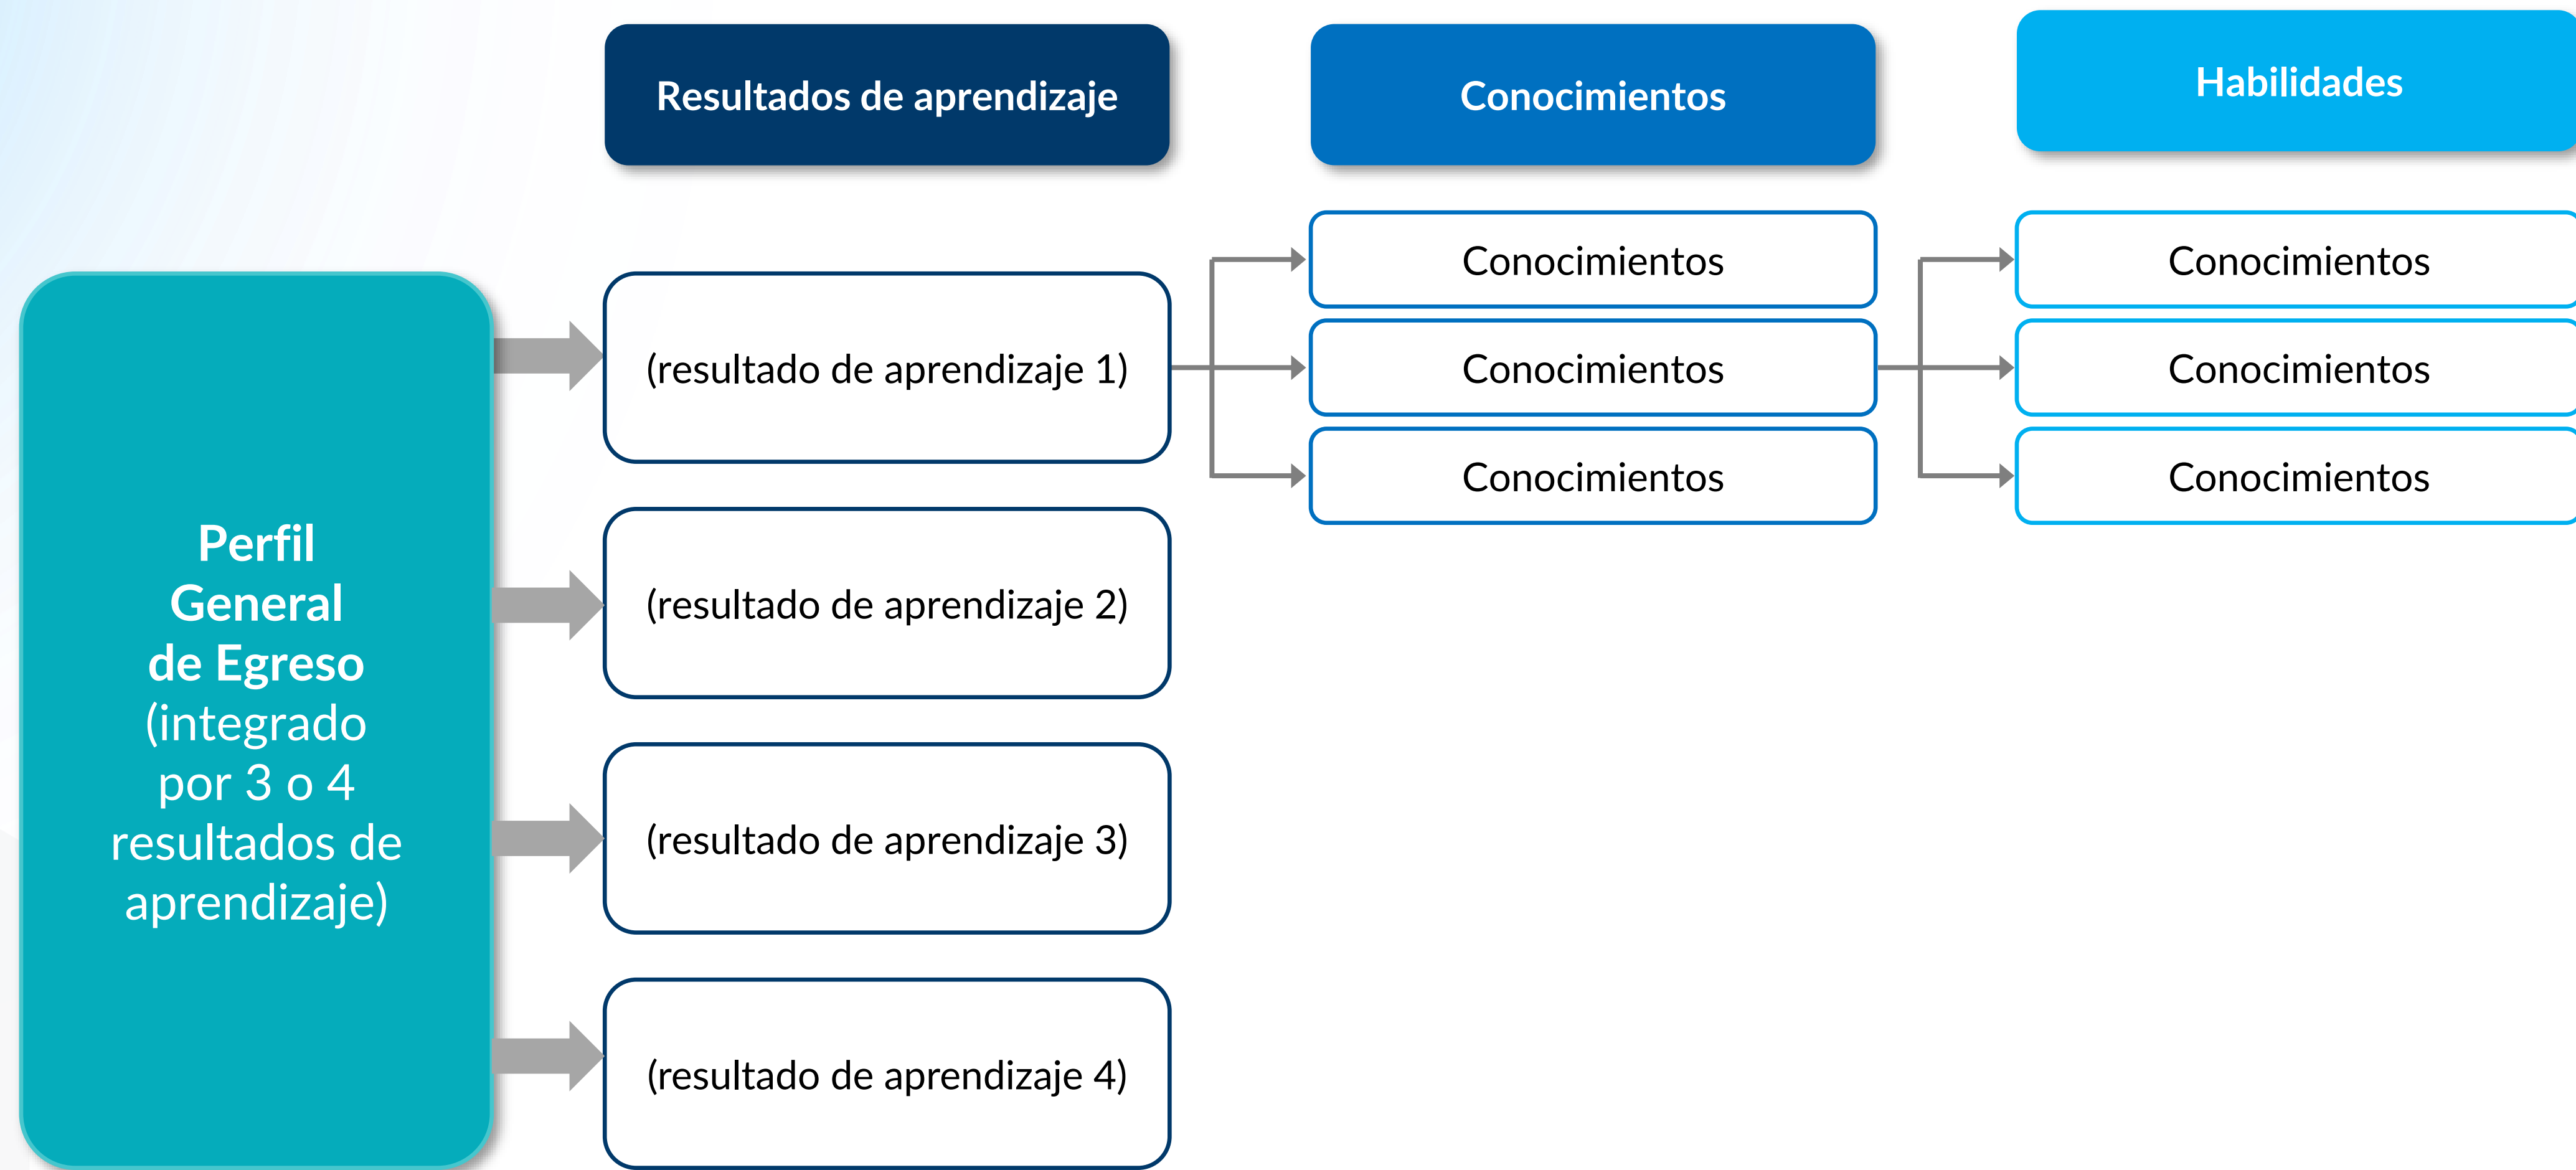 Resultados de aprendizaje
Conocimientos
Habilidades
Perfil
General
de Egreso
(integrado
por 3 o 4
resultados de
aprendizaje)
(resultado de aprendizaje 1)
(resultado de aprendizaje 2)
(resultado de aprendizaje 3)
(resultado de aprendizaje 4)
Conocimientos
Conocimientos
Conocimientos
Conocimientos
Conocimientos
Conocimientos